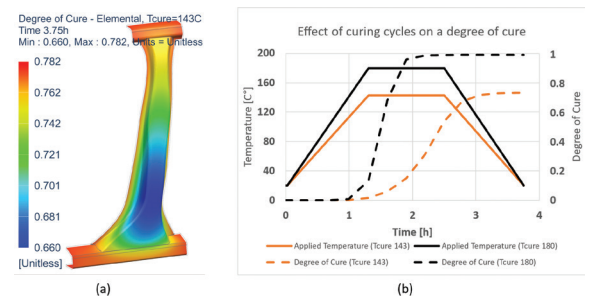 Degree of Cure - Elemental, Tcure=143C
Time 3.75h
Min : 0.660, Max : 0.782, Units = Unitless
0.782
0.762
0.742
0.721
0.701
0.681
0.660
[Unitless]
(a)
Effect of curing cycles on a degree of cure
Temperature [C°]
200
160
120
80
40
0
0 1 2 3 4
Time [h]
1
0.8
0.6
0.4
0.2
0
Degree of Cure
Applied Temperature (Tcure 143)
Applied Temperature (Tcure 180)
Degree of Cure (Tcure 143)
Degree of Cure (Tcure 180)
(b)